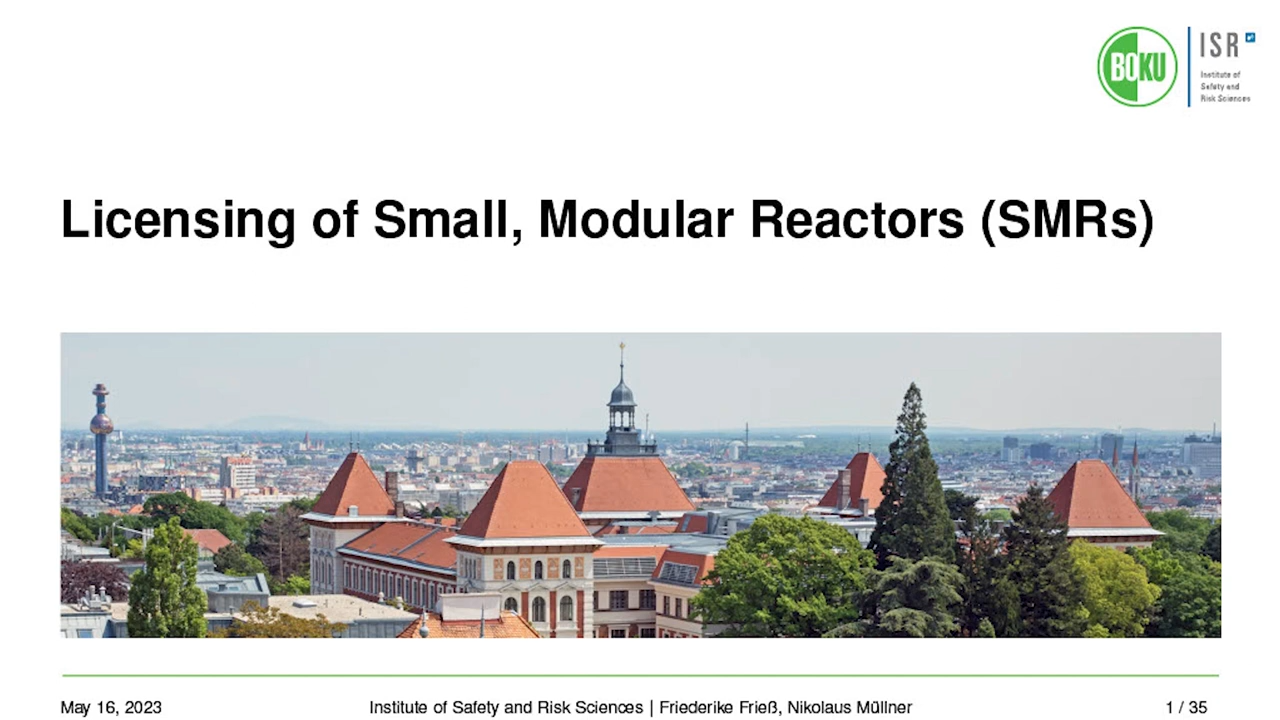 BOKU
ISR
Institute of
Safety and
Risk Sciences
Licensing of Small, Modular Reactors (SMRs)
May 16, 2023
Institute of Safety and Risk Sciences | Friederike Frieß, Nikolaus Müllner
1 / 35